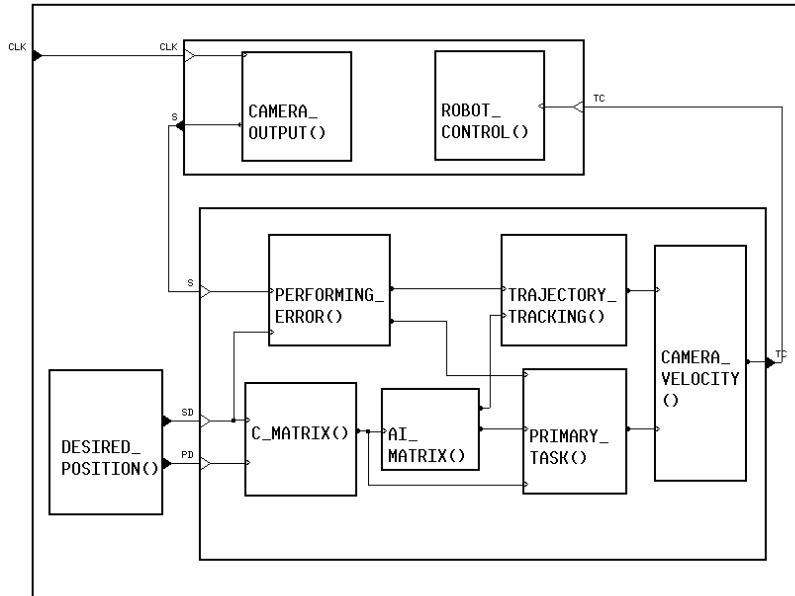 CLK
CLK
CAMERA_
OUTPUT()
ROBOT_
CONTROL()
TC
S
S
PERFORMING_
ERROR()
TRAJECTORY_
TRACKING()
CAMERA_
VELOCITY
()
TC
DESIRED_
POSITION()
SD
PD
C_MATRIX()
AI_
MATRIX()
PRIMARY_
TASK()